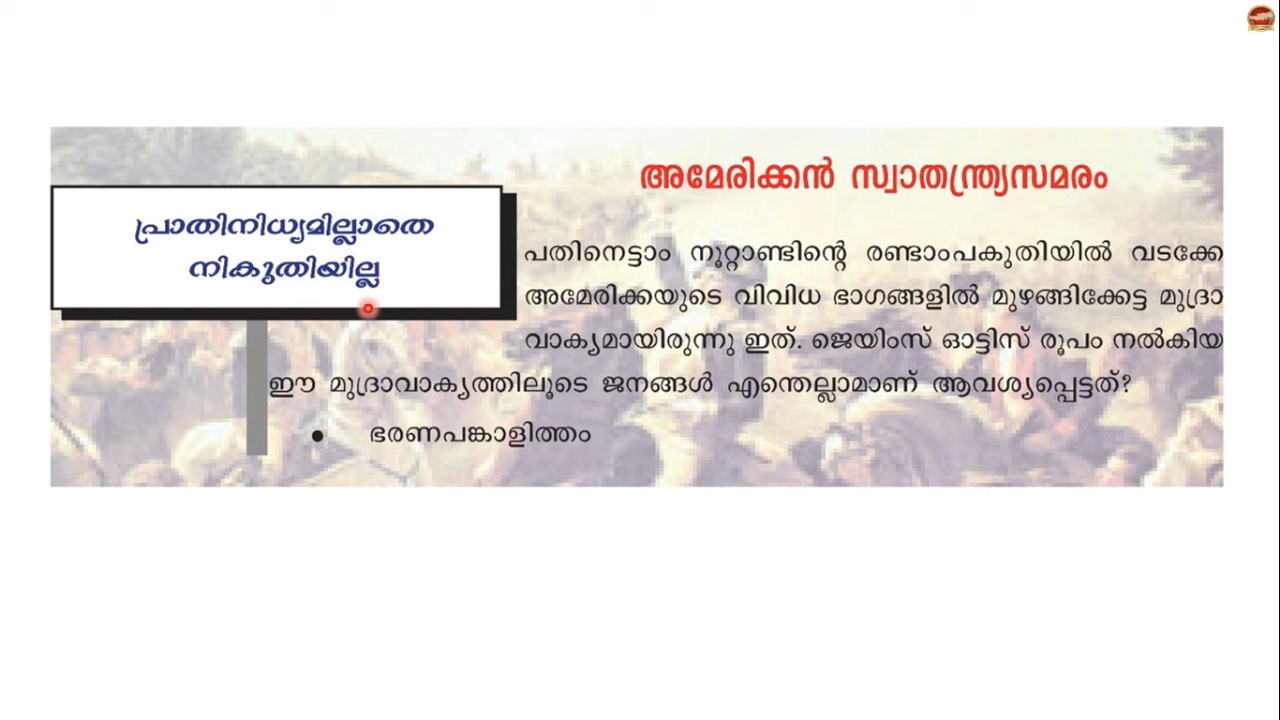 അമേരിക്കൻ സ്വാതന്ത്ര്യസമരം
പ്രാതിനിധ്യമില്ലാതെ
നികുതിയില്ല
പതിനെട്ടാം നൂറ്റാണ്ടിന്റെ രണ്ടാംപകുതിയിൽ വടക്കേ
അമേരിക്കയുടെ വിവിധ ഭാഗങ്ങളിൽ മുഴങ്ങിക്കേട്ട മുദ്രാ
വാക്യമായിരുന്നു ഇത്. ജെയിംസ് ഓട്ടിസ് രൂപം നൽകിയ
ഈ മുദ്രാവാക്യത്തിലൂടെ ജനങ്ങൾ എന്തെല്ലാമാണ് ആവശ്യപ്പെട്ടത്?
• ഭരണപങ്കാളിത്തം